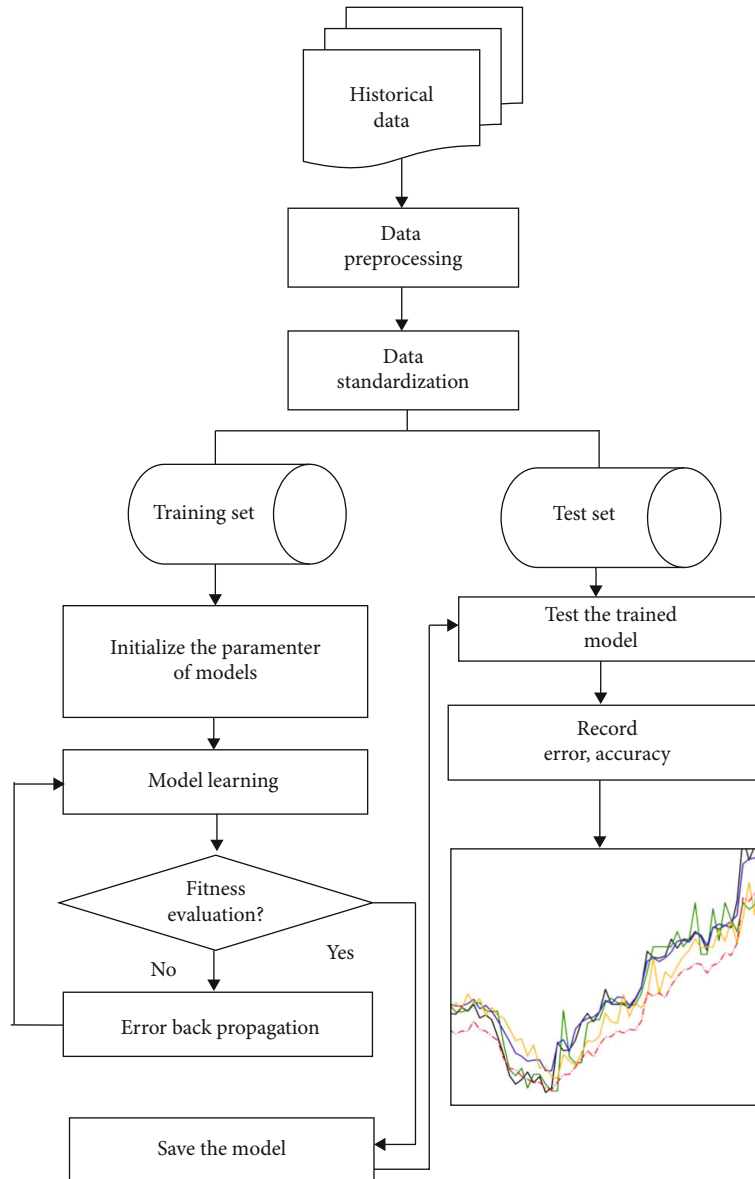 Historical
data
Data
preprocessing
Data
standardization
Training set
Test set
Initialize the paramenter
of models
Test the trained
model
Record
error, accuracy
Model learning
Fitness
evaluation?
Yes
No
Error back propagation
Save the model